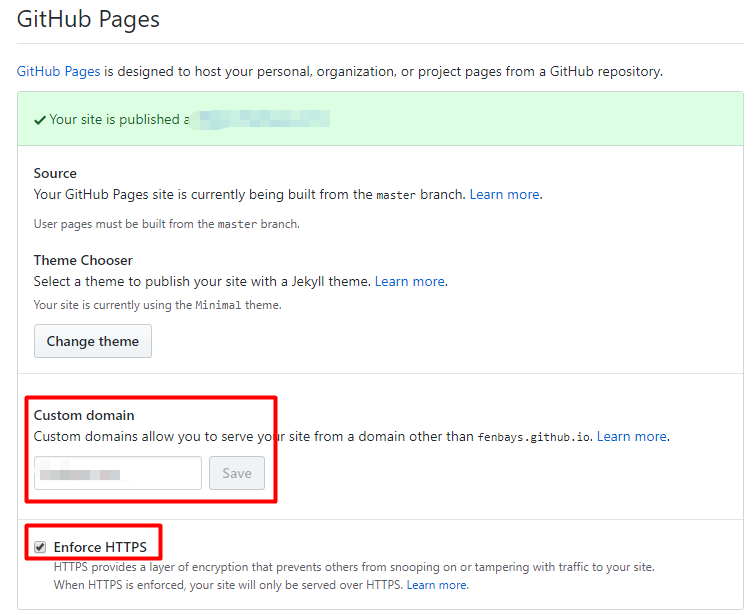 GitHub Pages
GitHub Pages is designed to host your personal, organization, or project pages from a GitHub repository.
Your site is published a
Source
Your GitHub Pages site is currently being built from the master branch. Learn more.
User pages must be built from the master branch.
Theme Chooser
Select a theme to publish your site with a Jekyll theme. Learn more.
Your site is currently using the Minimal theme.
Change theme
Custom domain
Custom domains allow you to serve your site from a domain other than fenbays.github.io. Learn more.
Save
Enforce HTTPS
HTTPS provides a layer of encryption that prevents others from snooping on or tampering with traffic to your site.
When HTTPS is enforced, your site will only be served over HTTPS. Learn more.